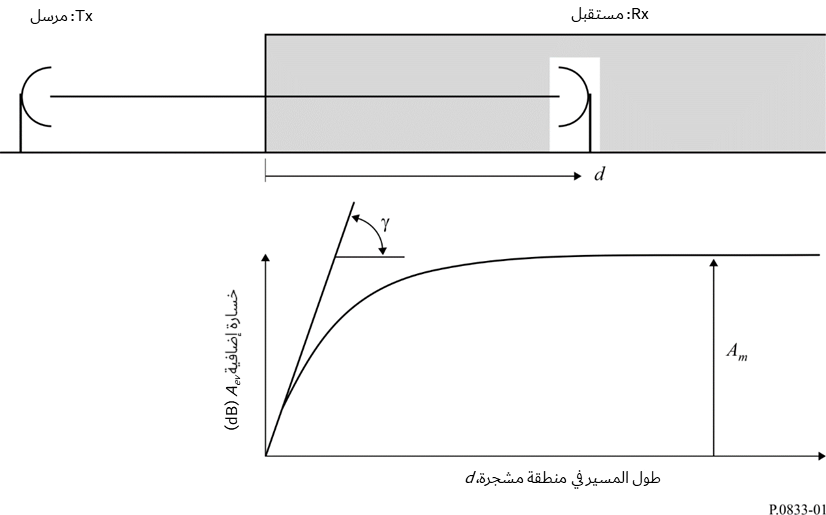 Tx: مرسل
Rx: مستقبل
d
γ
خسارة إضافية Aev (dB)
Am
طول المسير في منطقة مشجرة، d
P.0833-01